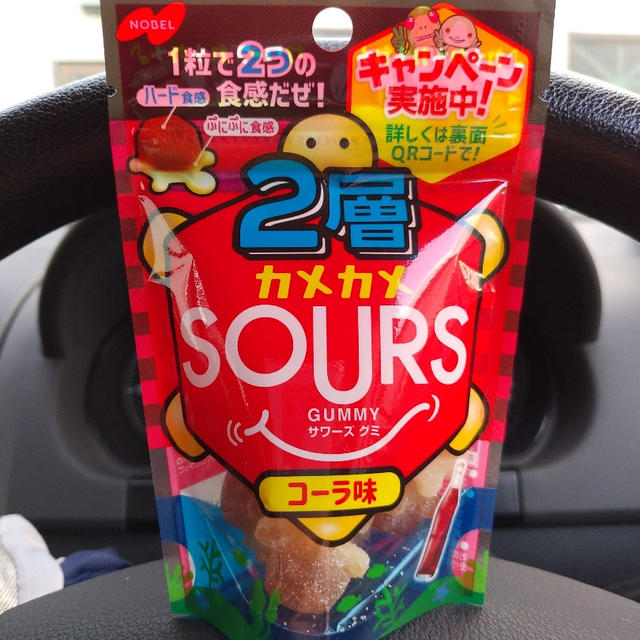 NOBEL
1粒で2つの
食感だぜ!
ハード食感
ぷにぷに食感
キャンペーン
実施中!
詳しくは裏面
QRコードで!
2層
カメカメ
SOURS
GUMMY
サワーズ グミ
コーラ味